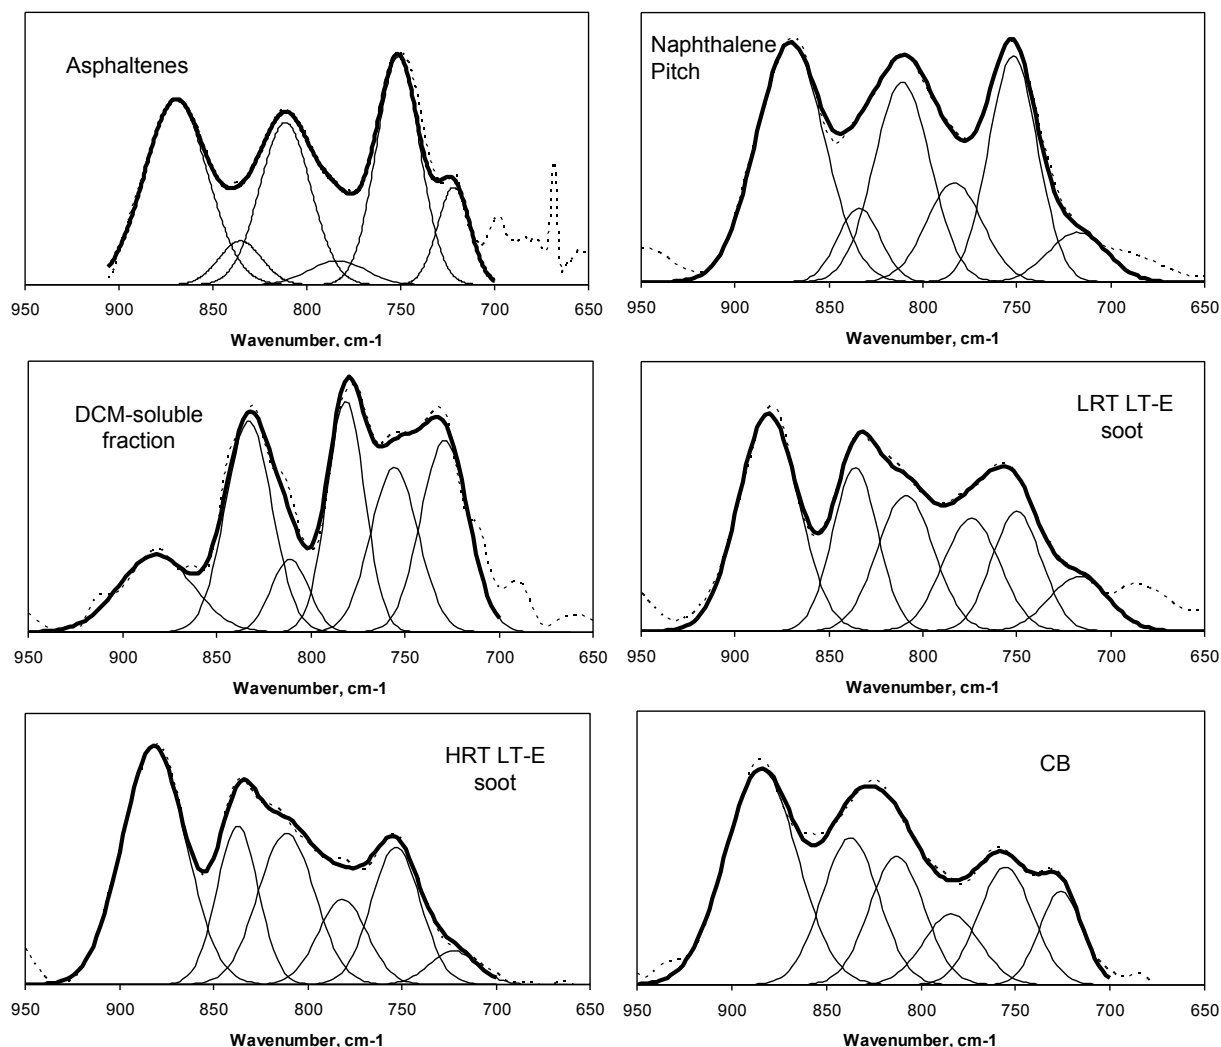 Asphaltenes
950 900 850 800 750 700 650
Wavenumber, cm-1
Naphthalene
Pitch
950 900 850 800 750 700 650
Wavenumber, cm-1
DCM-soluble
fraction
950 900 850 800 750 700 650
Wavenumber, cm-1
LRT LT-E
soot
950 900 850 800 750 700 650
Wavenumber, cm-1
HRT LT-E
soot
950 900 850 800 750 700 650
Wavenumber, cm-1
CB
950 900 850 800 750 700 650
Wavenumber, cm-1